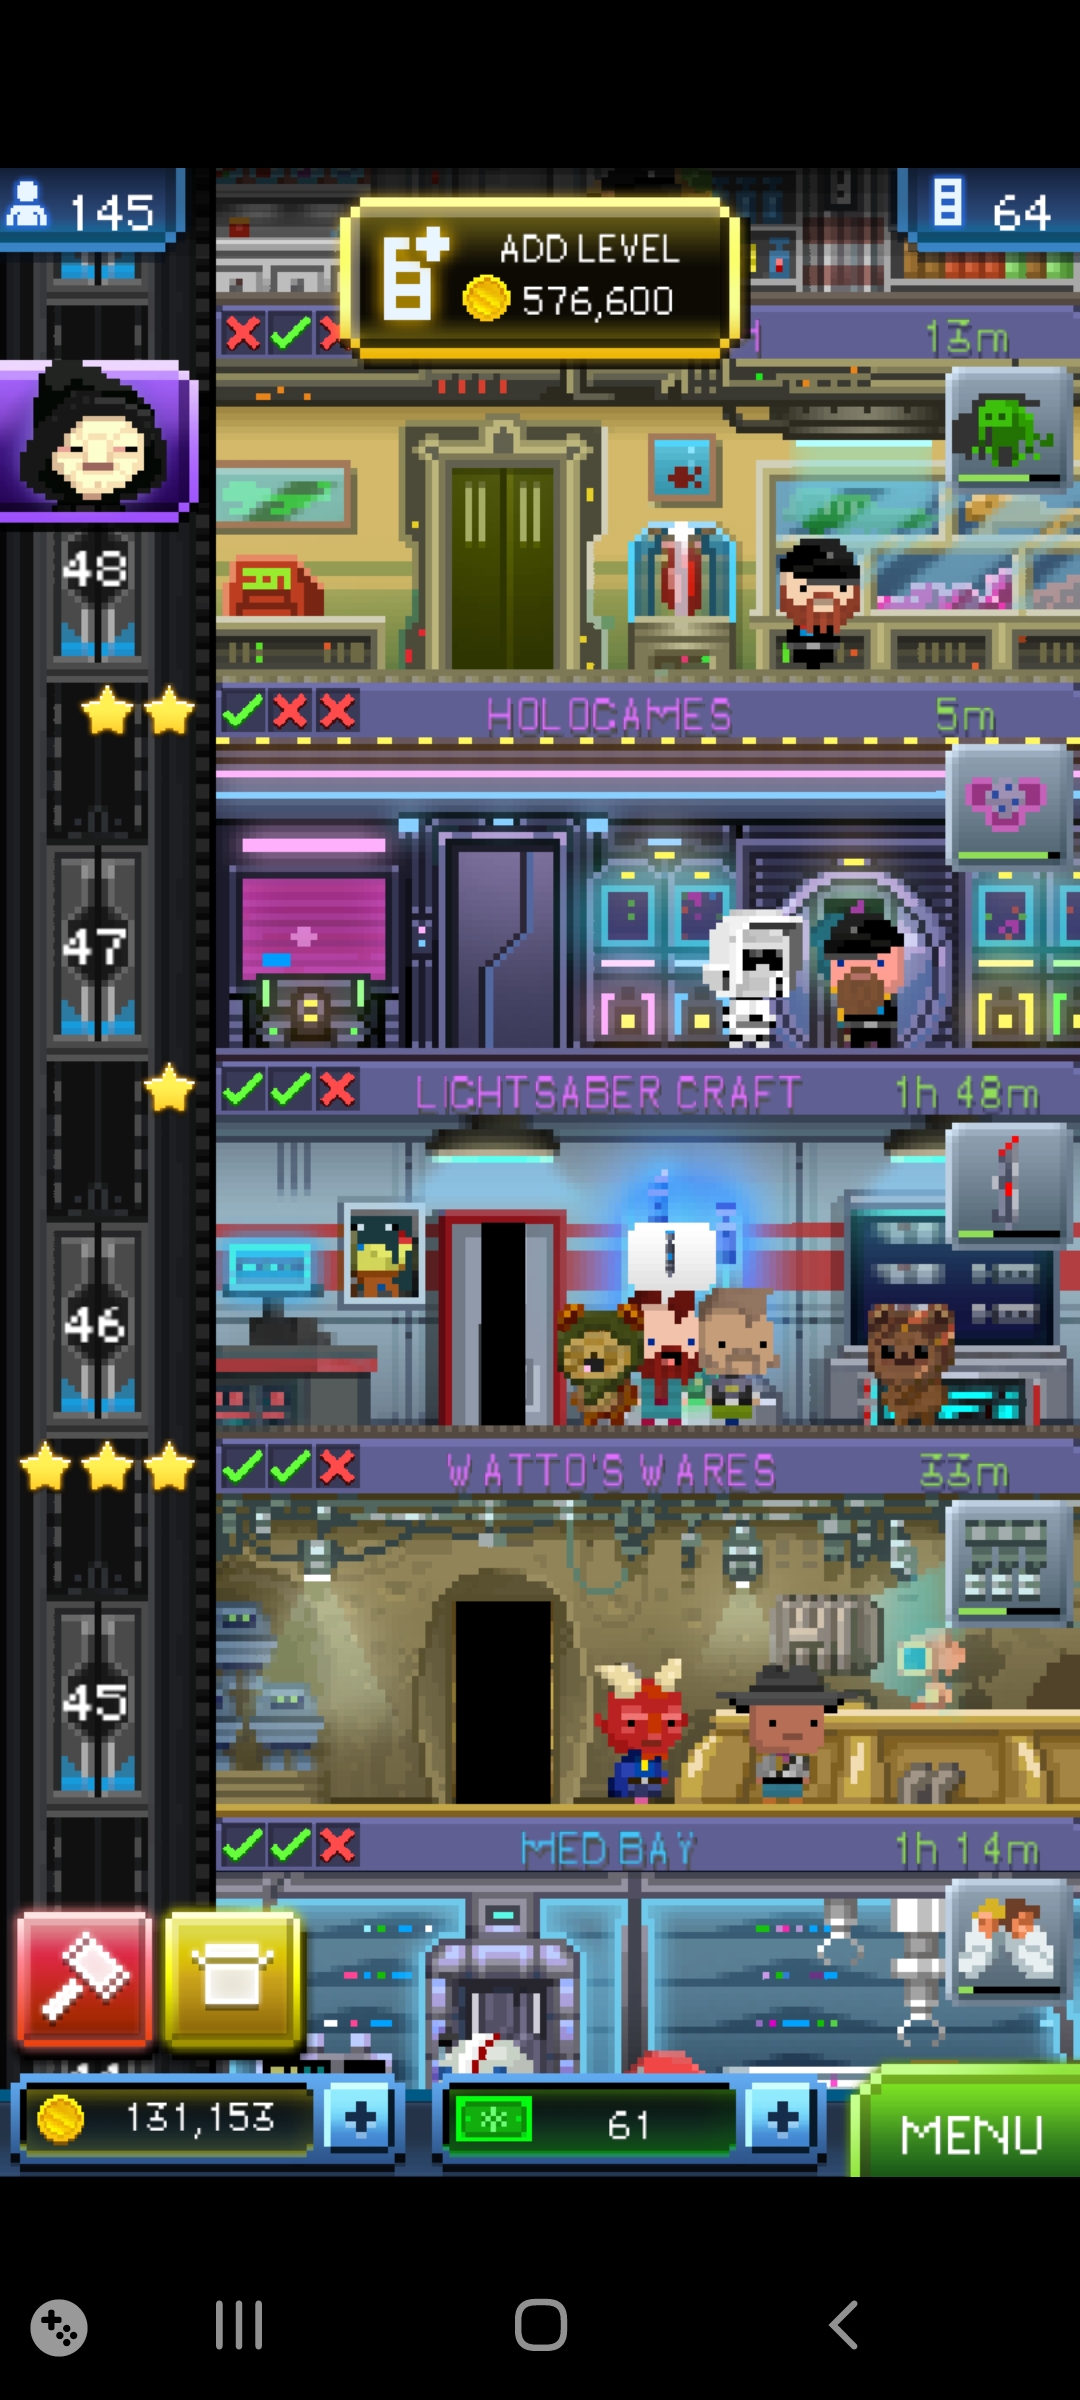 145
64
ADD LEVEL
576,600
13m
48
HOLOGAMES
5m
47
LIGHTSABER CRAFT
1h 48m
46
WATTO'S WARES
33m
45
MED BAY
1h 14m
131,153
61
MENU